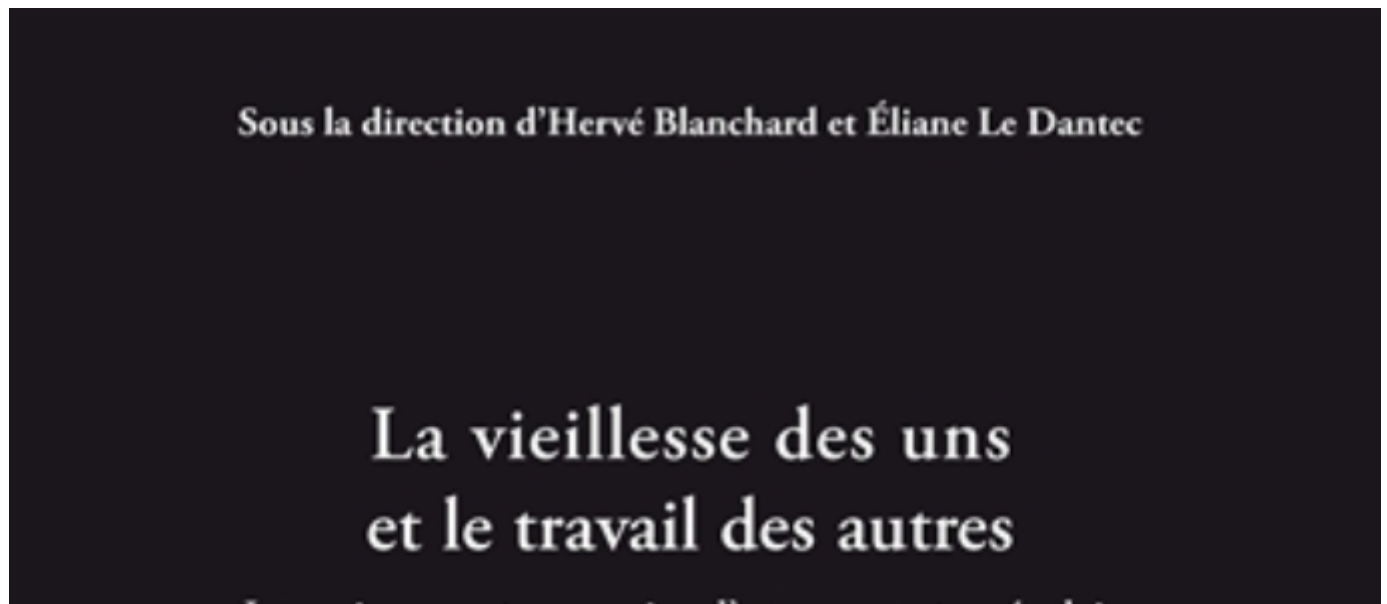 Sous la direction d’Hervé Blanchard et Éliane Le Dantec
La vieillesse des uns
et le travail des autres